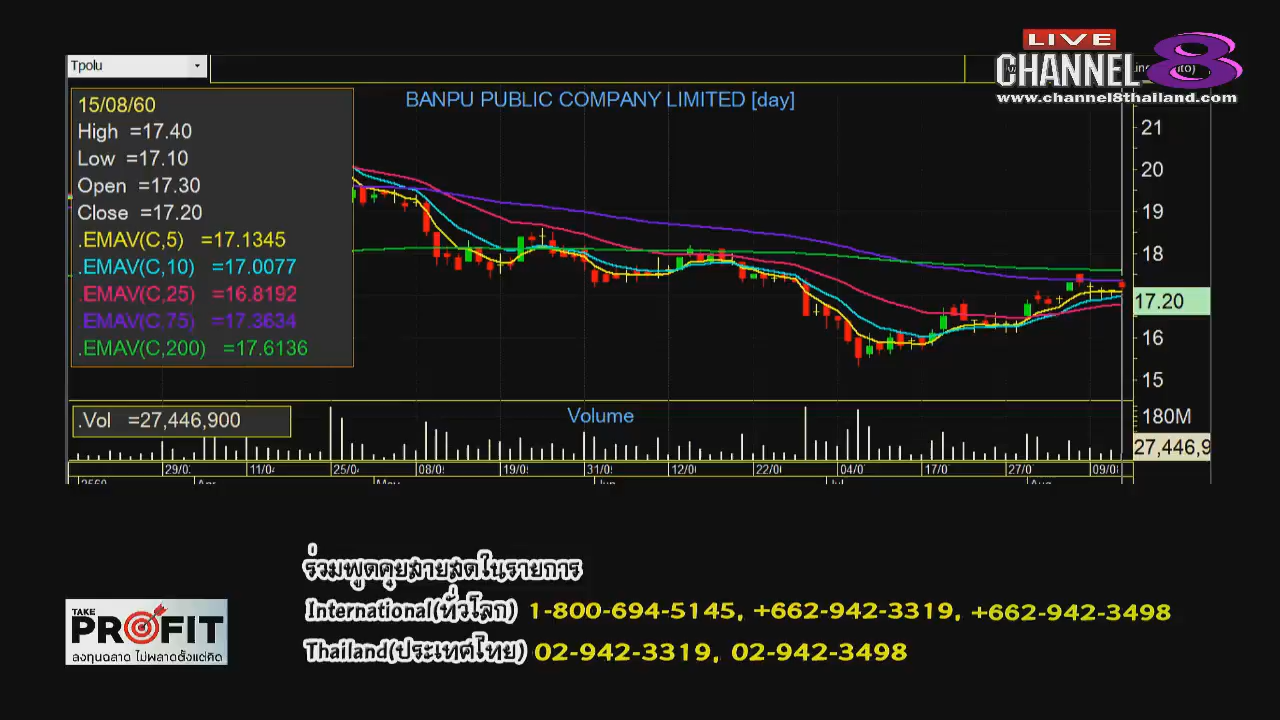 LIVE
CHANNEL 8
www.channel8thailand.com
Tpolu
15/08/60
High =17.40
Low =17.10
Open =17.30
Close =17.20
.EMAV(C,5) =17.1345
.EMAV(C,10) =17.0077
.EMAV(C,25) =16.8192
.EMAV(C,75) =17.3634
.EMAV(C,200) =17.6136
BANPU PUBLIC COMPANY LIMITED [day]
21
20
19
18
17.20
16
15
.Vol =27,446,900
Volume
180M
27,446,9
29/0 11/0 25/0 08/0 19/0 31/0 12/0 22/0 04/0 17/0 27/0 09/0
2560 Apr May Jun Jul Aug
ร่วมพูดคุยสายสดในรายการ
International(ทั่วโลก) 1-800-694-5145, +662-942-3319, +662-942-3498
Thailand(ประเทศไทย) 02-942-3319, 02-942-3498
TAKE
PROFIT
ลงทุนฉลาด ไม่พลาดตั้งแต่คิด